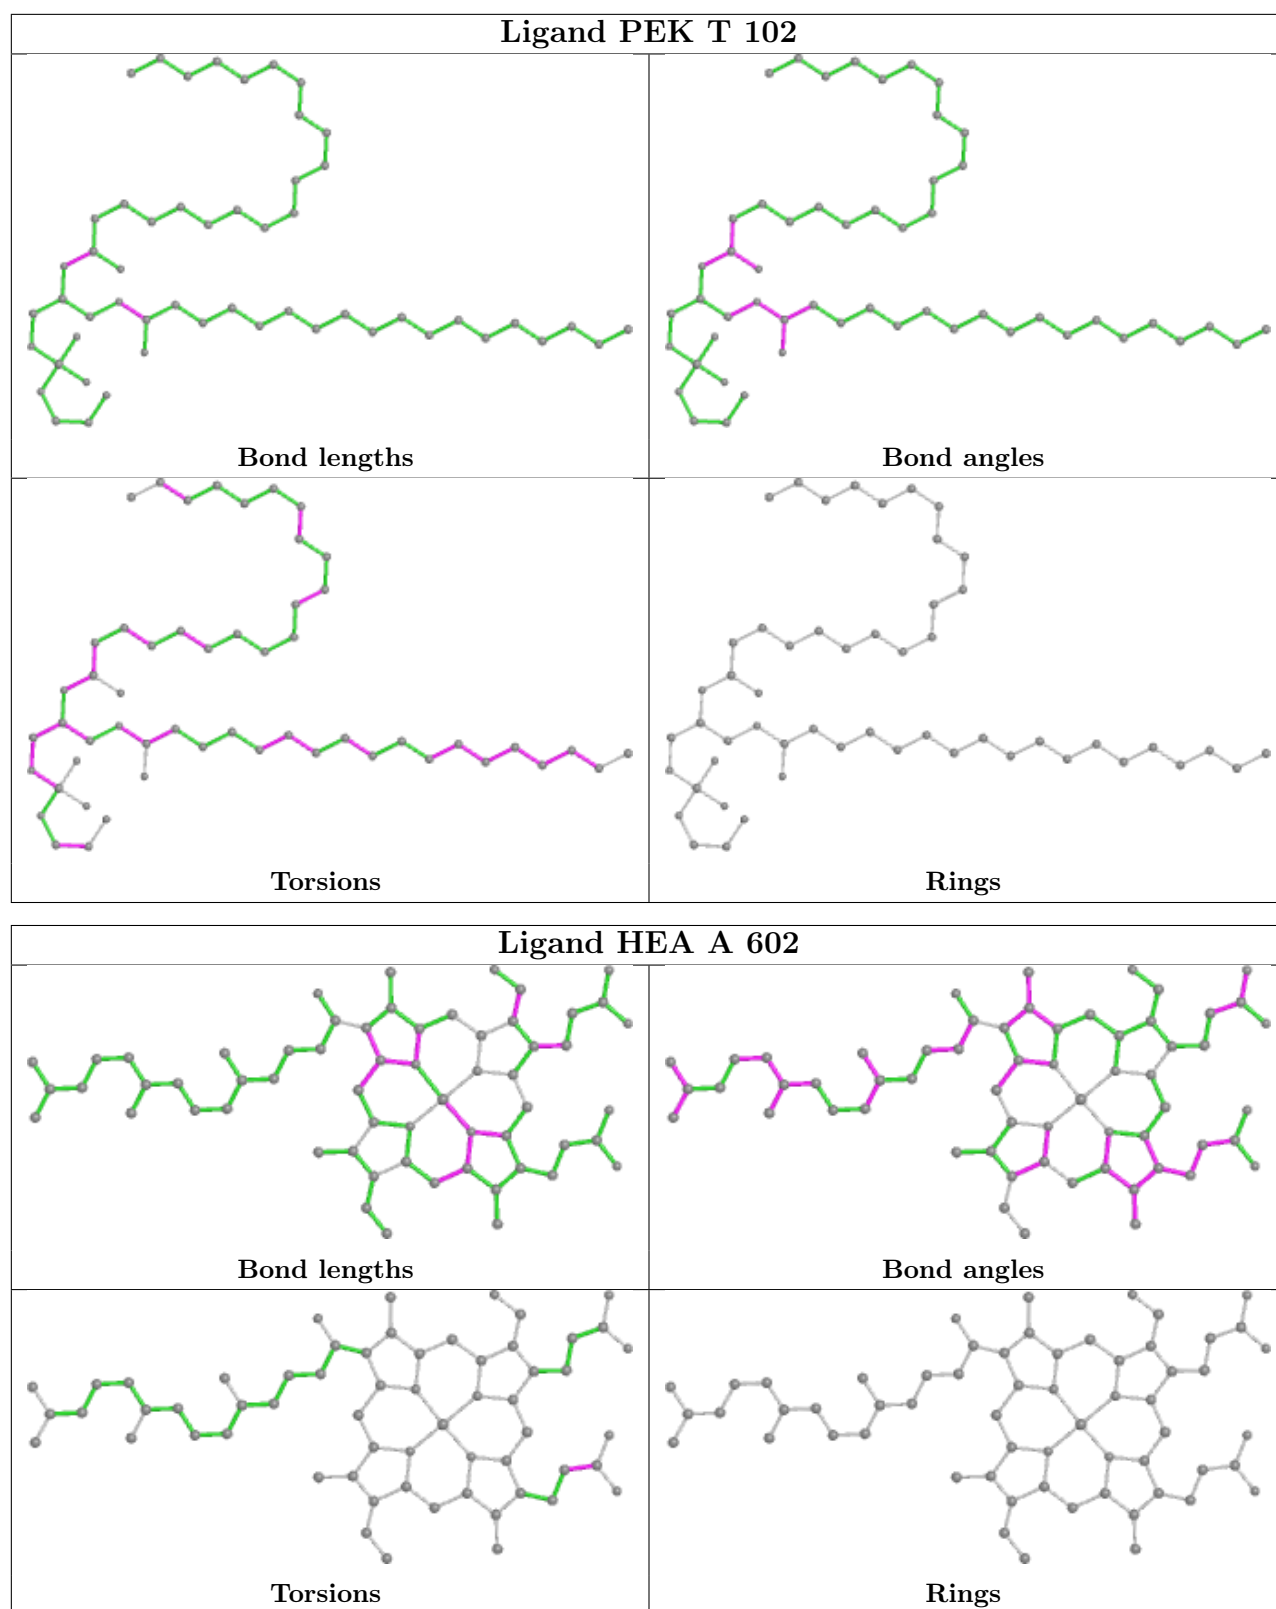 Ligand PEK T 102
Bond lengths
Bond angles
Torsions
Rings
Ligand HEA A 602
Bond lengths
Bond angles
Torsions
Rings